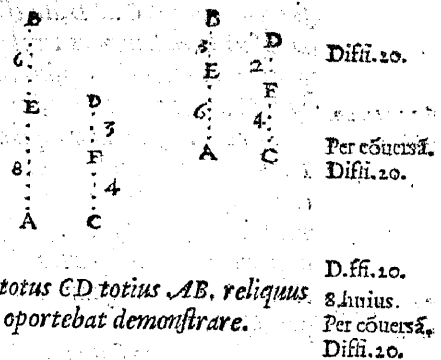 B B
D
3
6 E 2 Diffi.20.
F
E D 6 4
3
A C Per cõuersã.
F Diffi.20.
8 4
A C
D.ffi.20.
totus CD totius AB, reliquus 8.huius.
oportebat demonſtrare. Per cõuersã.
Diffi.20.